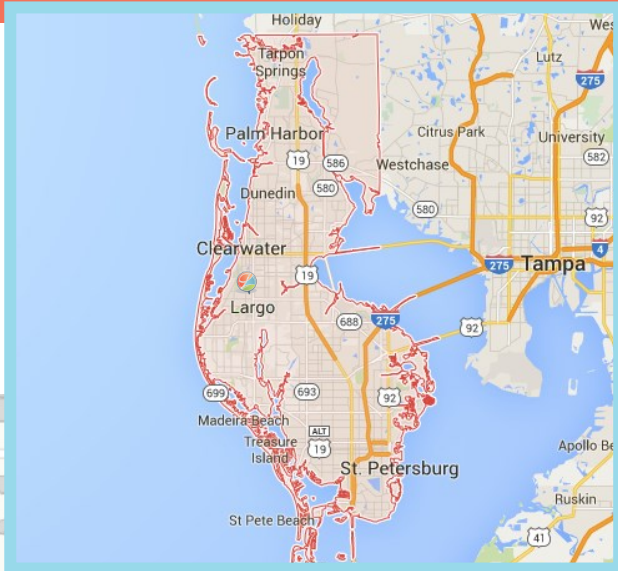 Holiday
Tarpon
Springs
Lutz
275
Palm Harbor
Citrus Park
University
19
586
582
Westchase
Dunedin
580
580
92
Clearwater
4
275
Tampa
19
Largo
688
275
92
699
693
92
Madeira Beach
ALT
19
Treasure
Island
Apollo Be
St. Petersburg
Ruskin
St Pete Beach
41